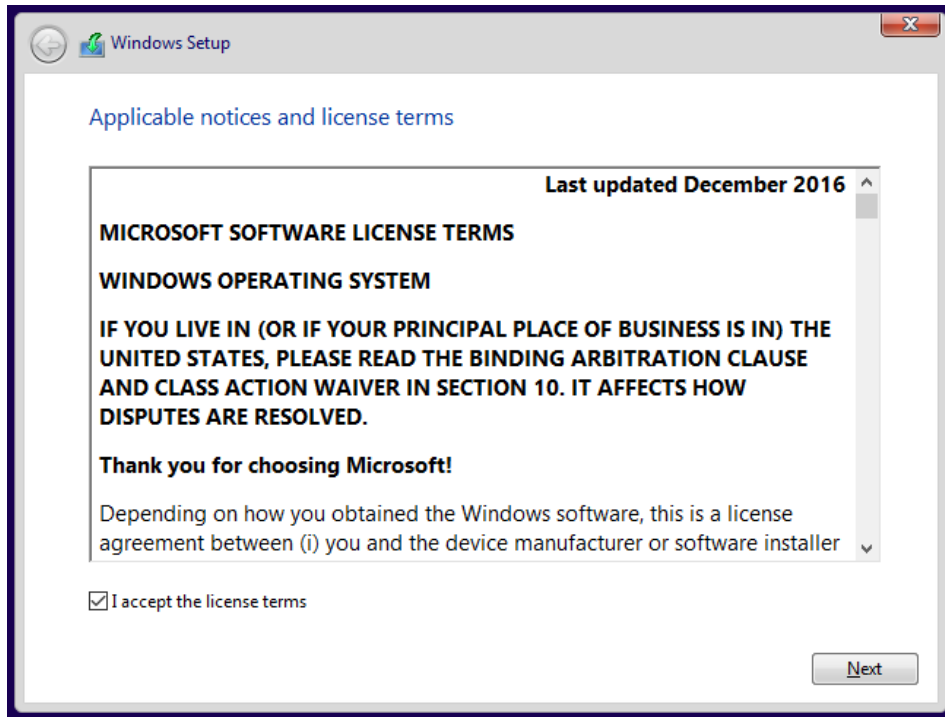 Windows Setup
Applicable notices and license terms
Last updated December 2016
MICROSOFT SOFTWARE LICENSE TERMS
WINDOWS OPERATING SYSTEM
IF YOU LIVE IN (OR IF YOUR PRINCIPAL PLACE OF BUSINESS IS IN) THE
UNITED STATES, PLEASE READ THE BINDING ARBITRATION CLAUSE
AND CLASS ACTION WAIVER IN SECTION 10. IT AFFECTS HOW
DISPUTES ARE RESOLVED.
Thank you for choosing Microsoft!
Depending on how you obtained the Windows software, this is a license
agreement between (i) you and the device manufacturer or software installer
I accept the license terms
Next